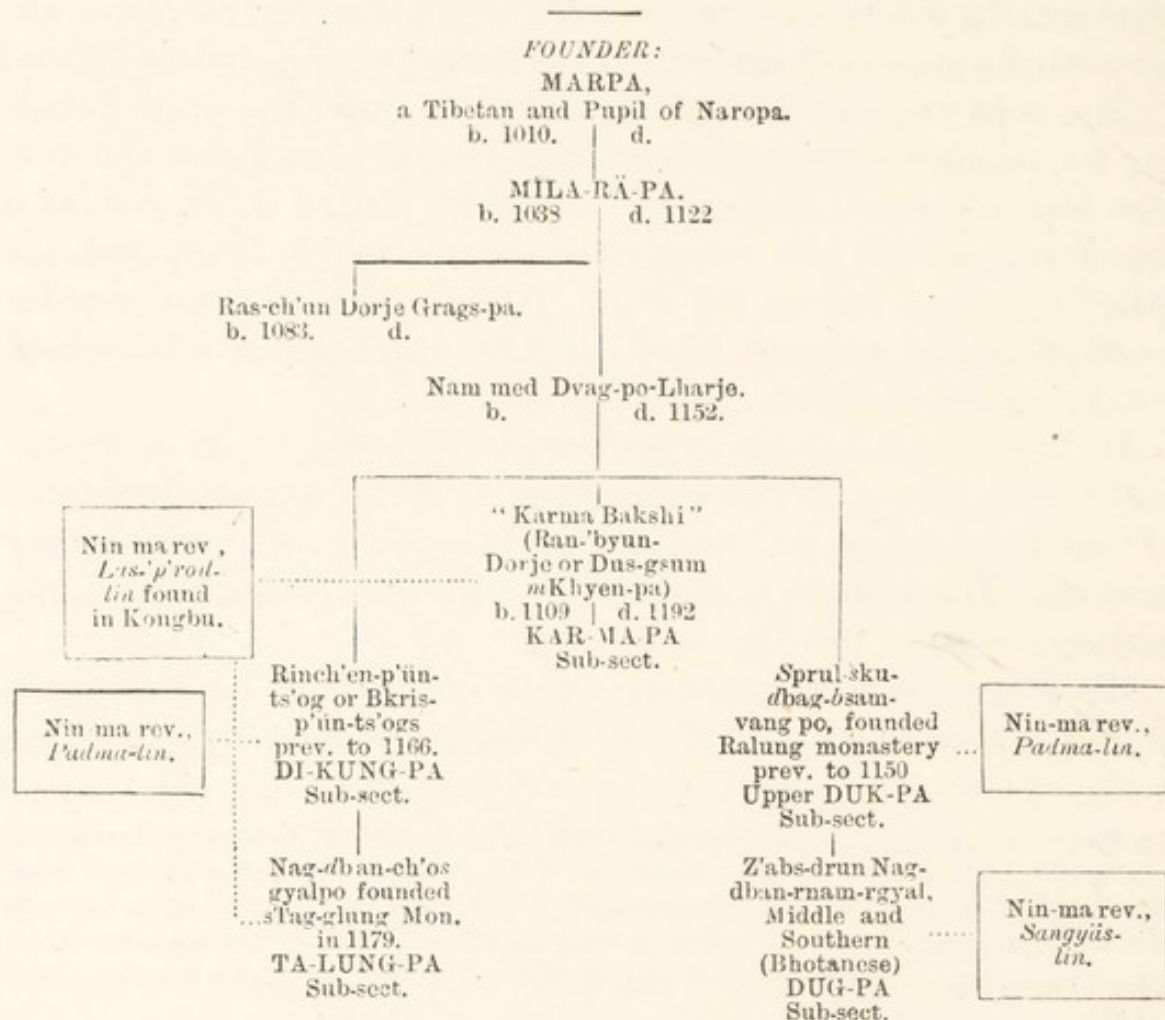 FOUNDER:
MARPA,
a Tibetan and Pupil of Naropa.
b. 1010. d.
MĪLA-RÄ-PA.
b. 1038 d. 1122
Ras-ch'un Dorje Grags-pa.
b. 1083. d.
Nam med Dvag-po-Lharje.
b. d. 1152.
Nin ma rev ,
Las-'p'rod-
lin found
in Kongbu.
"Karma Bakshi"
(Ran-'byun-
Dorje or Dus-gsum
mKhyen-pa)
b. 1109 | d. 1192
KAR-MA-PA
Sub-sect.
Nin-ma rev.,
Padma-lin.
Rinch'en-p'ün-
ts'og or Bkris-
p'un-ts'ogs
prev. to 1166.
DI-KUNG-PA
Sub-sect.
Sprul-sku-
dbag-bsam-
vang po, founded
Ralung monastery
prev. to 1150
Upper DUK-PA
Sub-sect.
Nin-ma rev.,
Padma-lin.
Nag-dban-ch'os
gyalpo founded
sTag-glung Mon.
in 1179.
TA-LUNG-PA
Sub-sect.
Z'abs-drun Nag-
dban-rnam-rgyal.
Middle and
Southern
(Bhotanese)
DUG-PA
Sub-sect.
Nin-ma rev.,
Sangyäs-
lin.